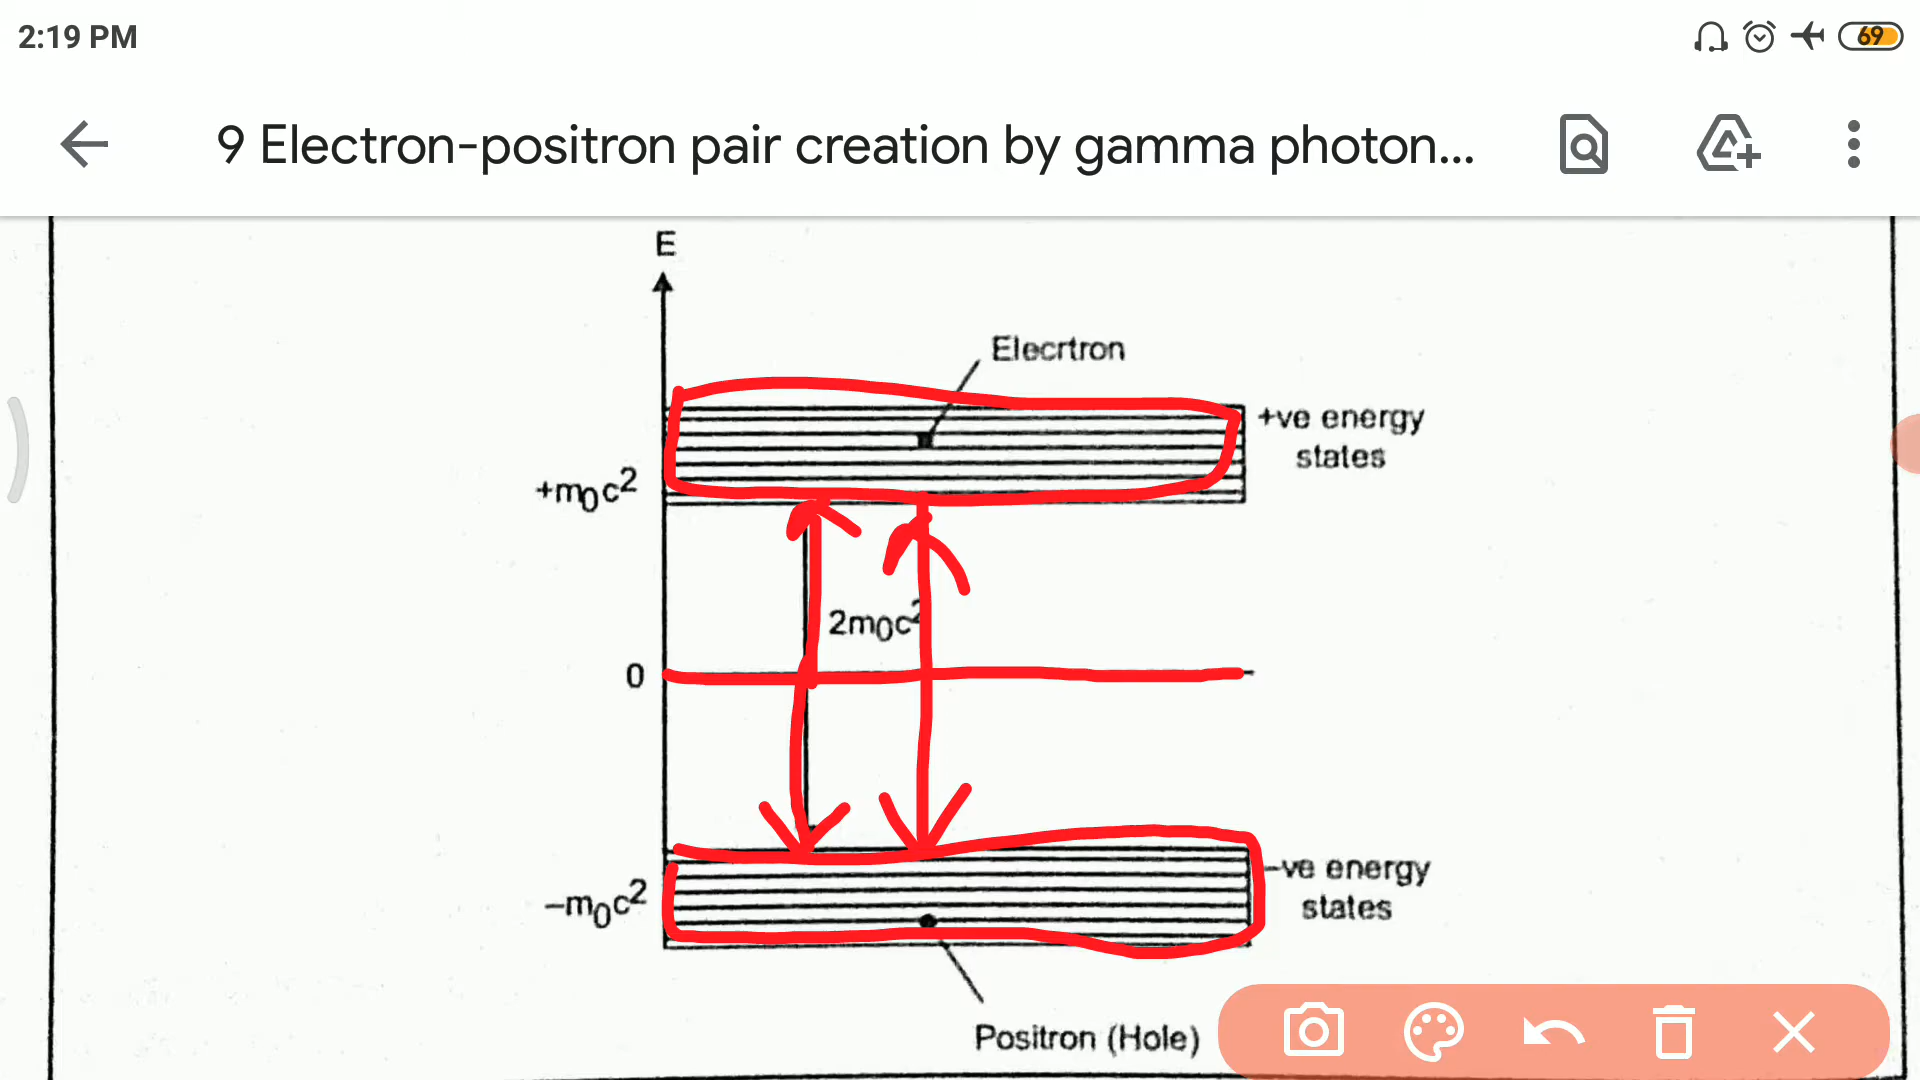 2:19 PM
69
9 Electron-positron pair creation by gamma photon...
E
Elecrtron
+ve energy
states
+m₀c²
2m₀c²
0
-ve energy
states
−m₀c²
Positron (Hole)